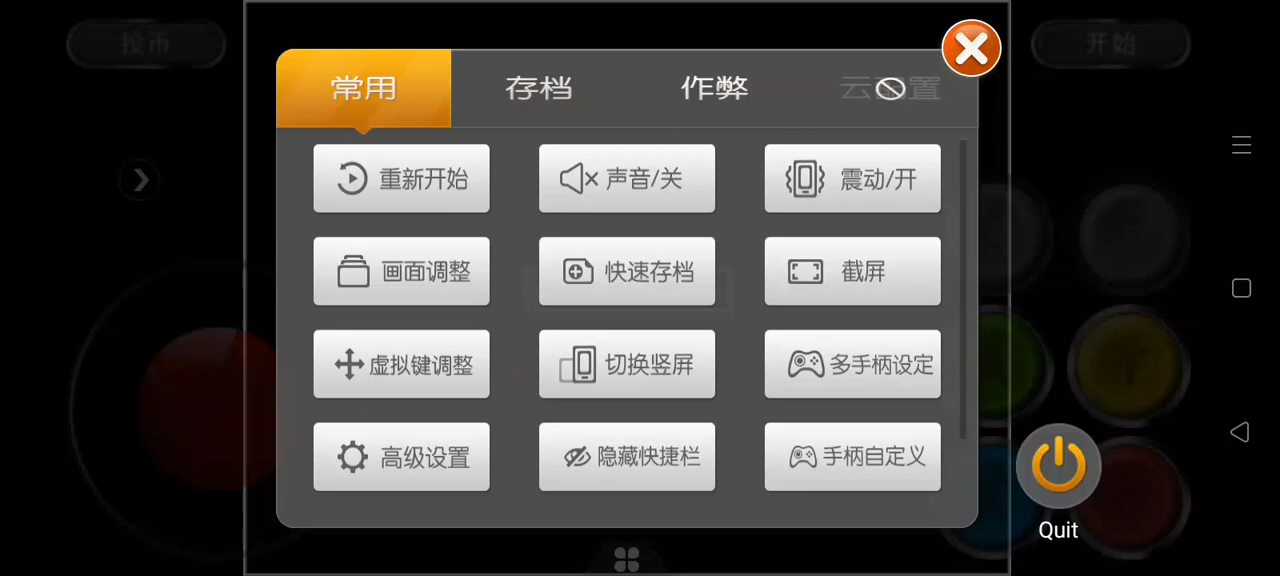 投币
开始
常用
存档
作弊
云配置
重新开始
声音/关
震动/开
画面调整
快速存档
截屏
虚拟键调整
切换竖屏
多手柄设定
高级设置
隐藏快捷栏
手柄自定义
Quit